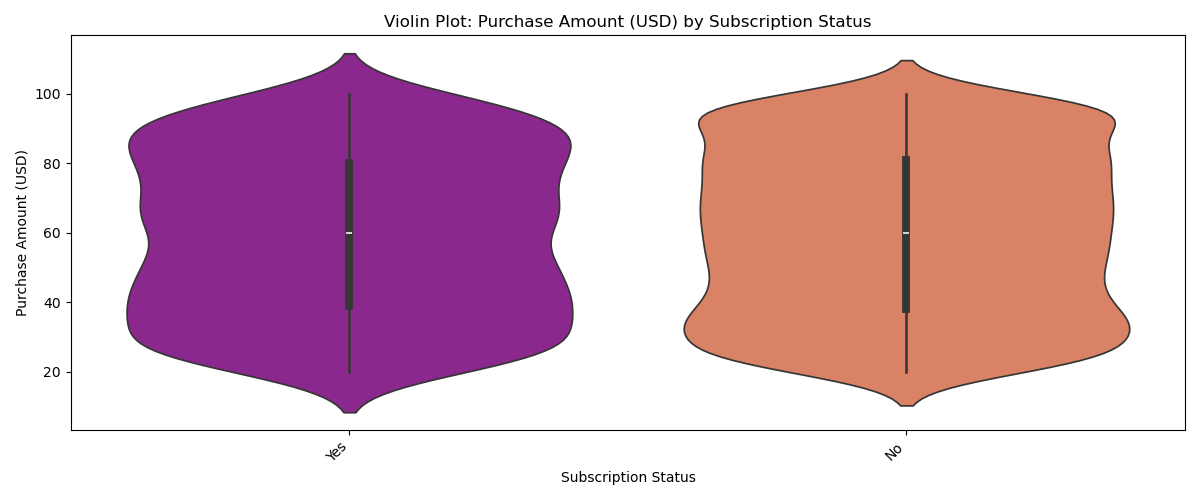 Violin Plot: Purchase Amount (USD) by Subscription Status
Purchase Amount (USD)
100
80
60
40
20
Yes
No
Subscription Status